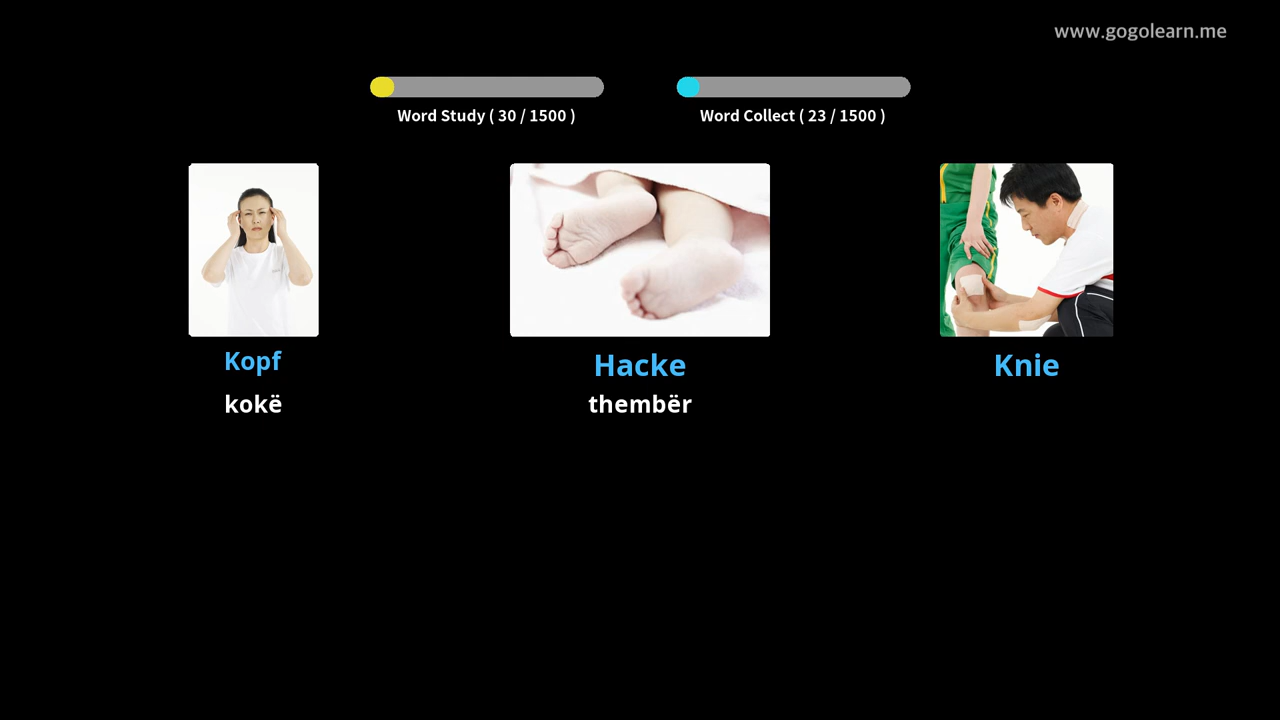 www.gogolearn.me
Word Study ( 30 / 1500 )
Word Collect ( 23 / 1500 )
Kopf
kokë
Hacke
thembër
Knie